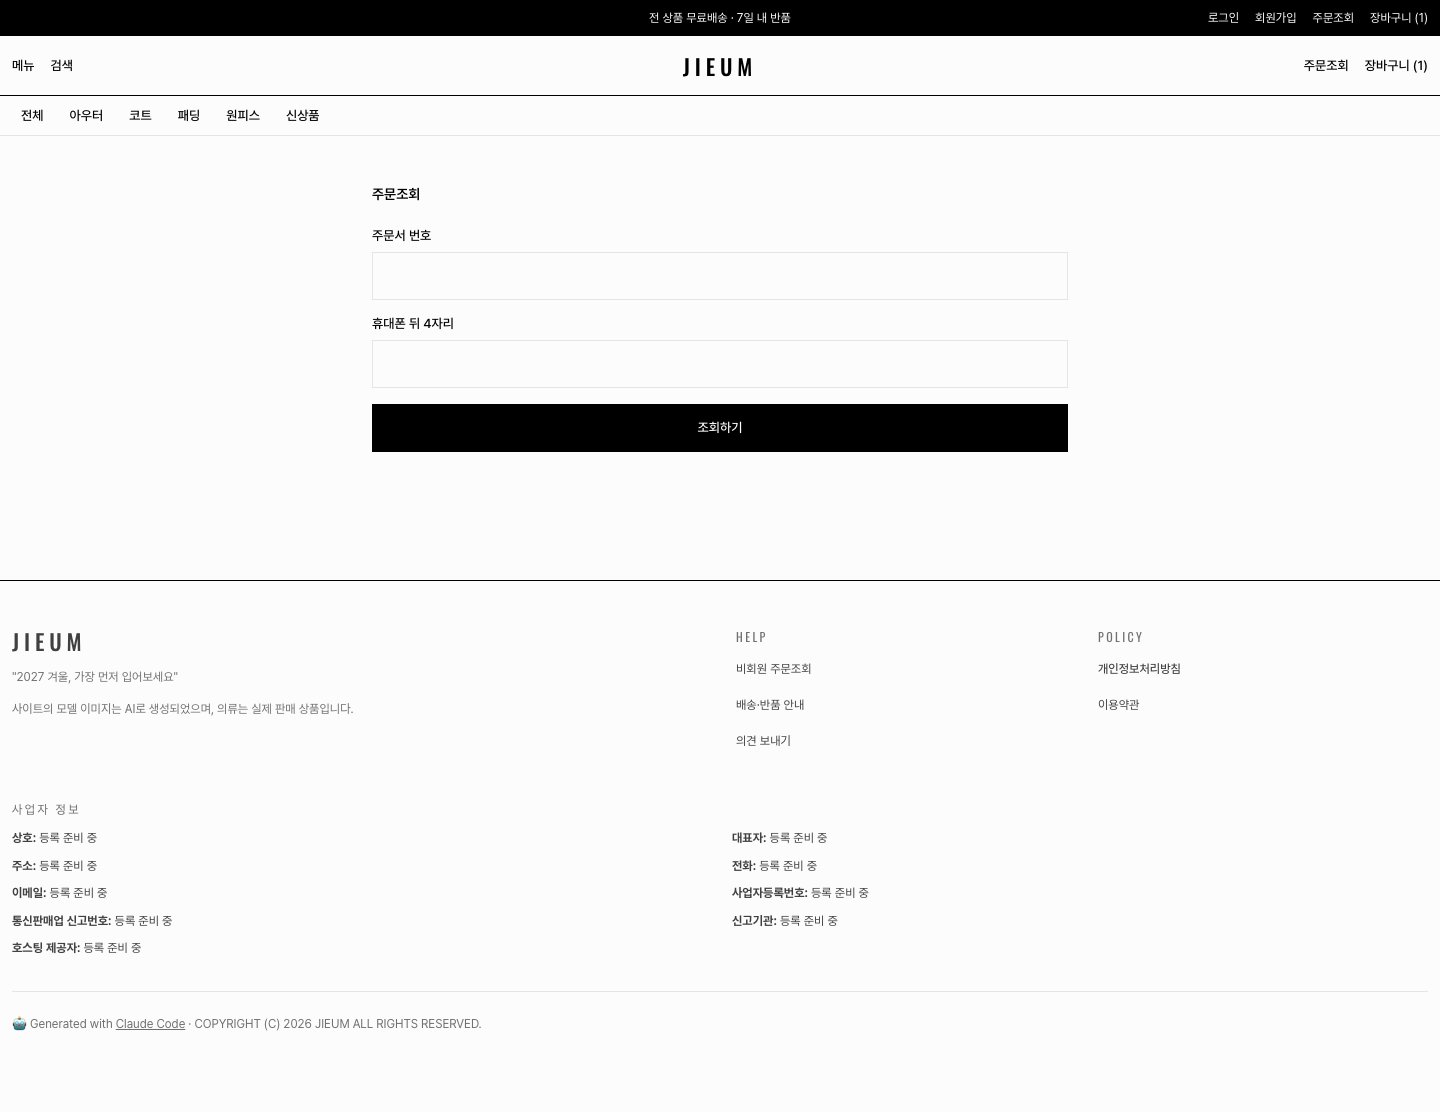 전 상품 무료배송 · 7일 내 반품
로그인 회원가입 주문조회 장바구니 (1)
메뉴 검색
JIEUM
주문조회 장바구니 (1)
전체 아우터 코트 패딩 원피스 신상품
주문조회
주문서 번호
휴대폰 뒤 4자리
조회하기
JIEUM
"2027 겨울, 가장 먼저 입어보세요"
사이트의 모델 이미지는 AI로 생성되었으며, 의류는 실제 판매 상품입니다.
HELP
비회원 주문조회
배송·반품 안내
의견 보내기
POLICY
개인정보처리방침
이용약관
사업자 정보
상호: 등록 준비 중
대표자: 등록 준비 중
주소: 등록 준비 중
전화: 등록 준비 중
이메일: 등록 준비 중
사업자등록번호: 등록 준비 중
통신판매업 신고번호: 등록 준비 중
신고기관: 등록 준비 중
호스팅 제공자: 등록 준비 중
Generated with Claude Code · COPYRIGHT (C) 2026 JIEUM ALL RIGHTS RESERVED.